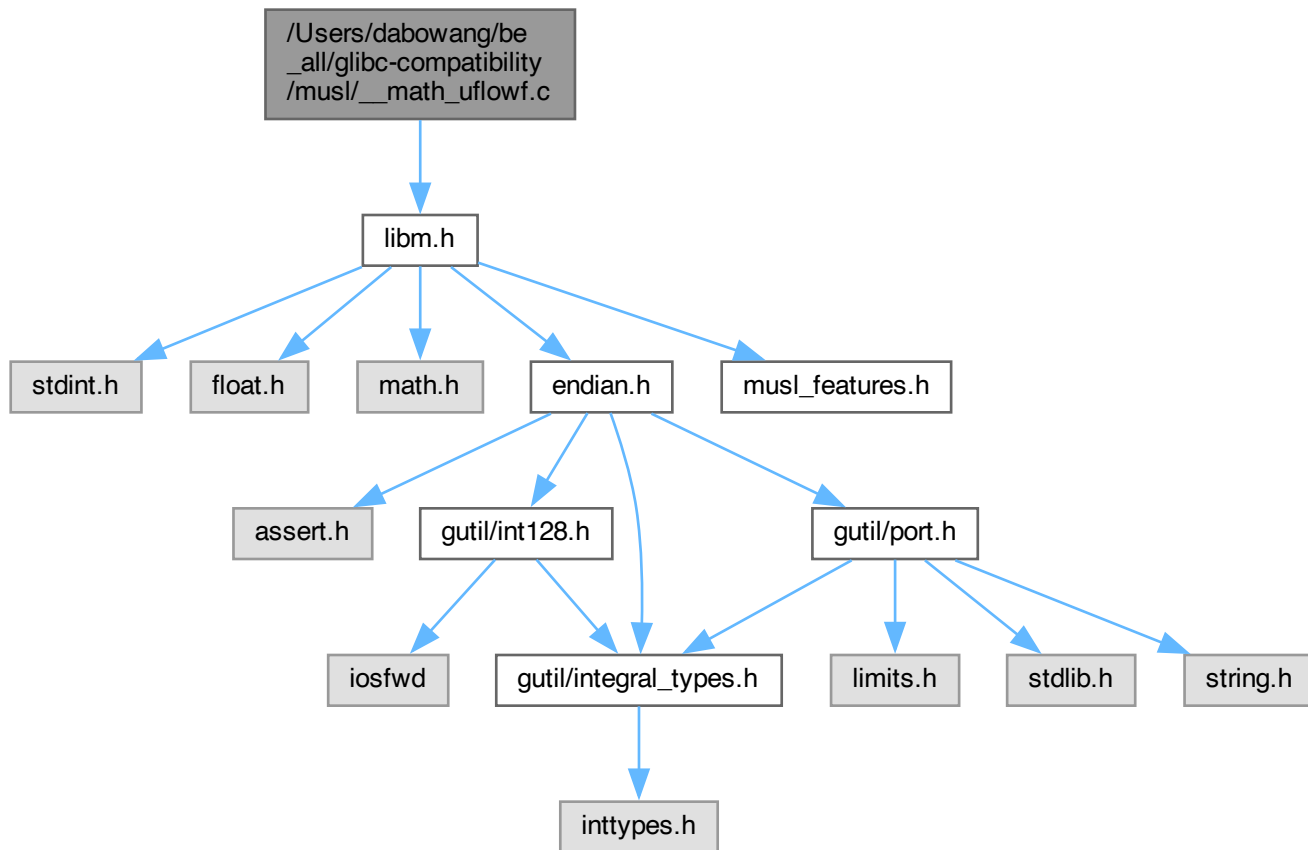 /Users/dabowang/be
_all/glibc-compatibility
/musl/__math_uflowf.c
libm.h
stdint.h
float.h
math.h
endian.h
musl_features.h
assert.h
gutil/int128.h
gutil/port.h
iosfwd
gutil/integral_types.h
limits.h
stdlib.h
string.h
inttypes.h